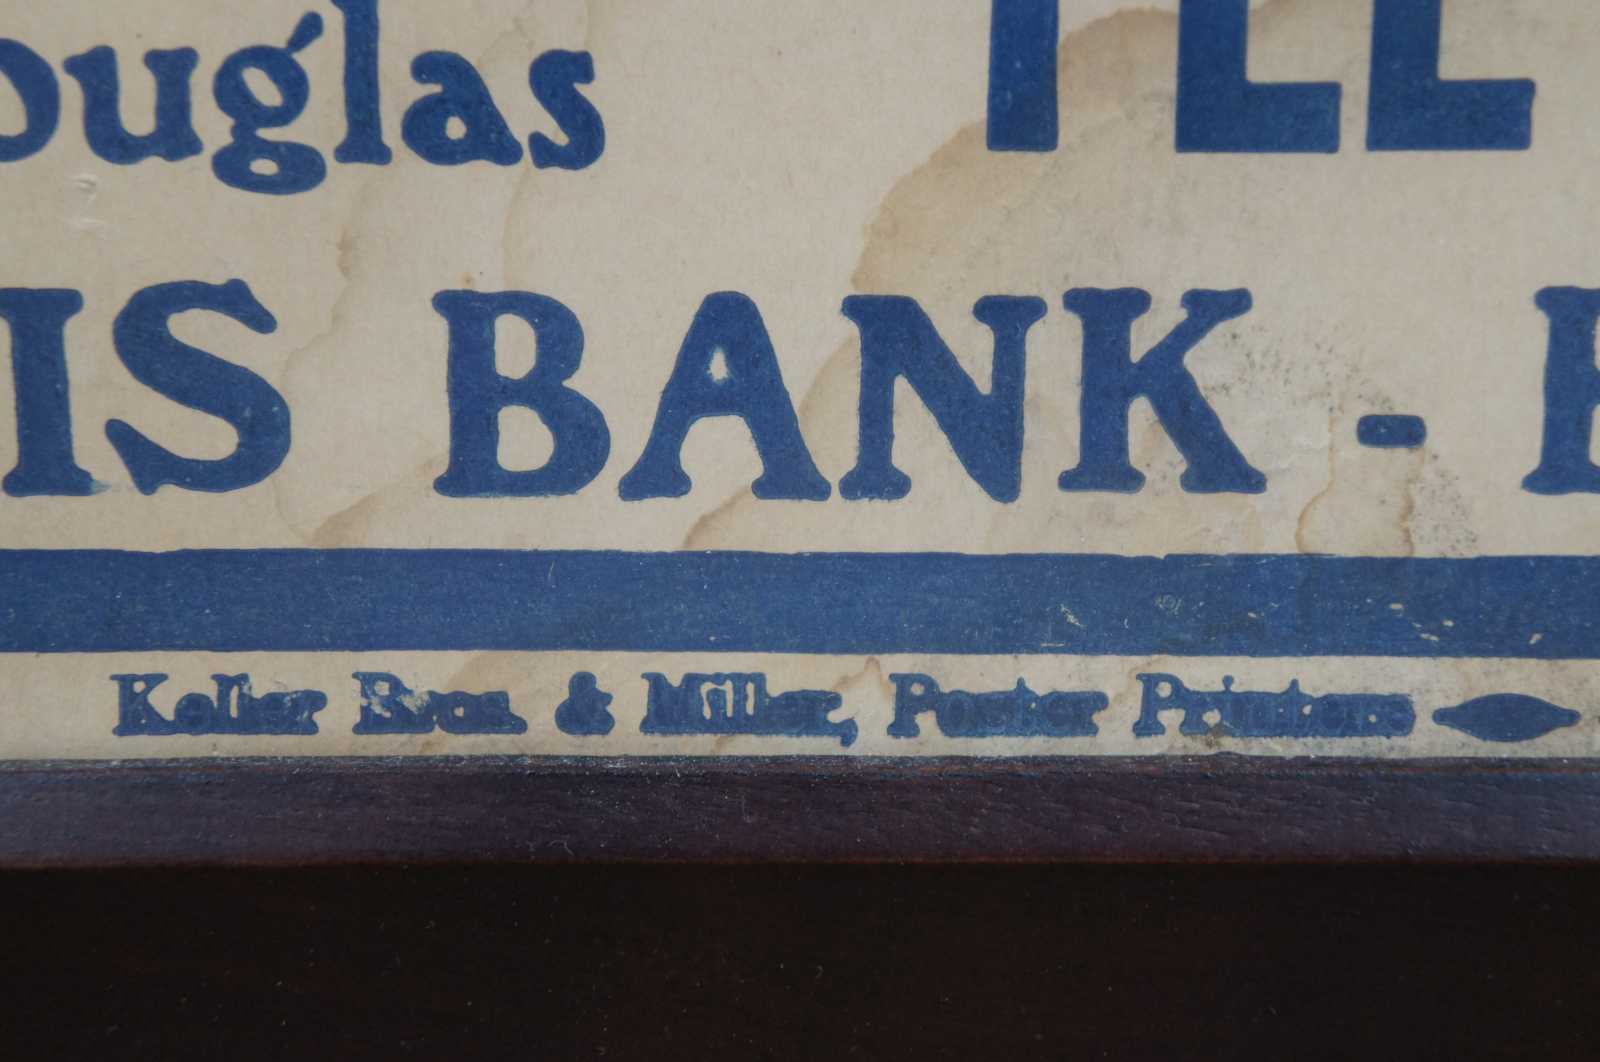 ouglas
IS BANK -
Keller Bros. & Miller, Poster Printers